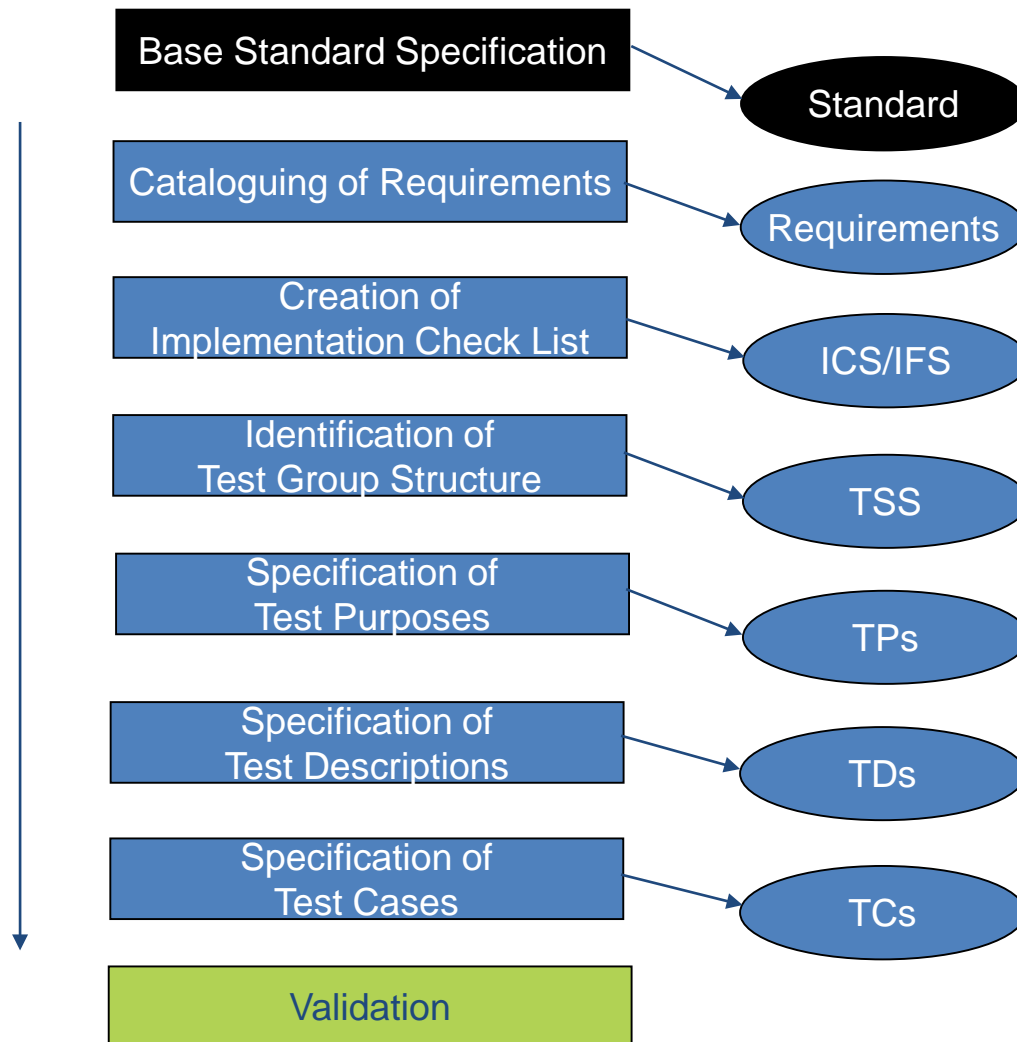 Base Standard Specification
Standard
Cataloguing of Requirements
Requirements
Creation of
Implementation Check List
ICS/IFS
Identification of
Test Group Structure
TSS
Specification of
Test Purposes
TPs
Specification of
Test Descriptions
TDs
Specification of
Test Cases
TCs
Validation